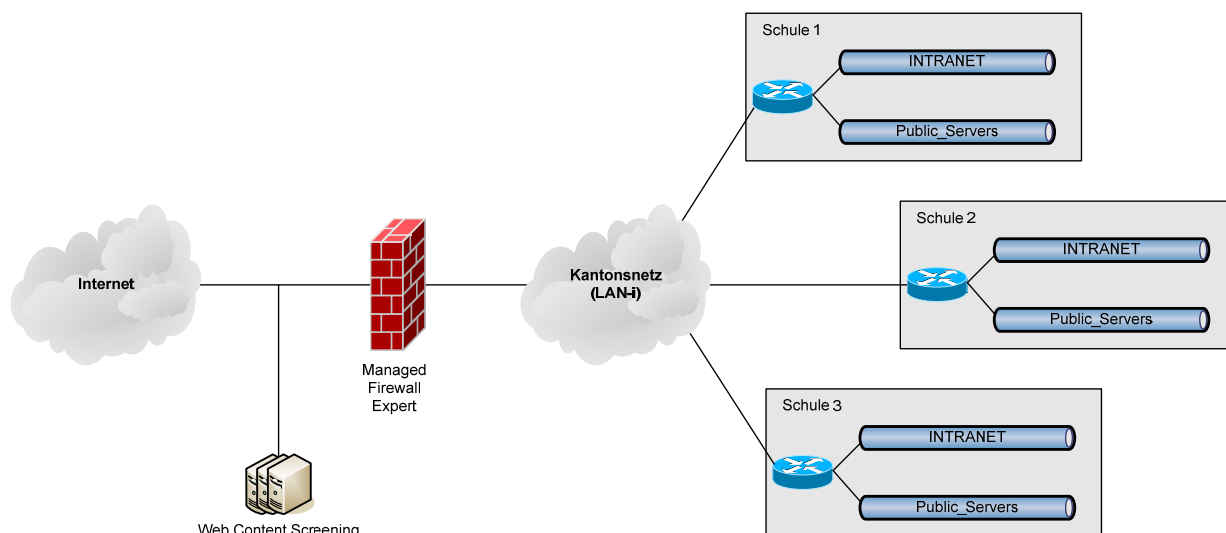 Schule 1
INTRANET
Public_Servers
Schule 2
INTRANET
Public_Servers
Internet
Kantonsnetz
(LAN-i)
Managed
Firewall
Expert
Schule 3
INTRANET
Public_Servers
Web Content Screening